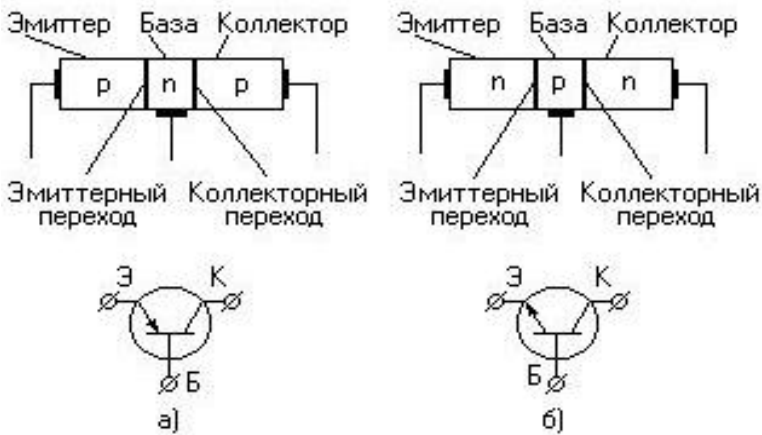 Эмиттер База Коллектор
p n p
Эмиттерный переход
Коллекторный переход
Э К
Б
а)
Эмиттер База Коллектор
n p n
Эмиттерный переход
Коллекторный переход
Э К
Б
б)